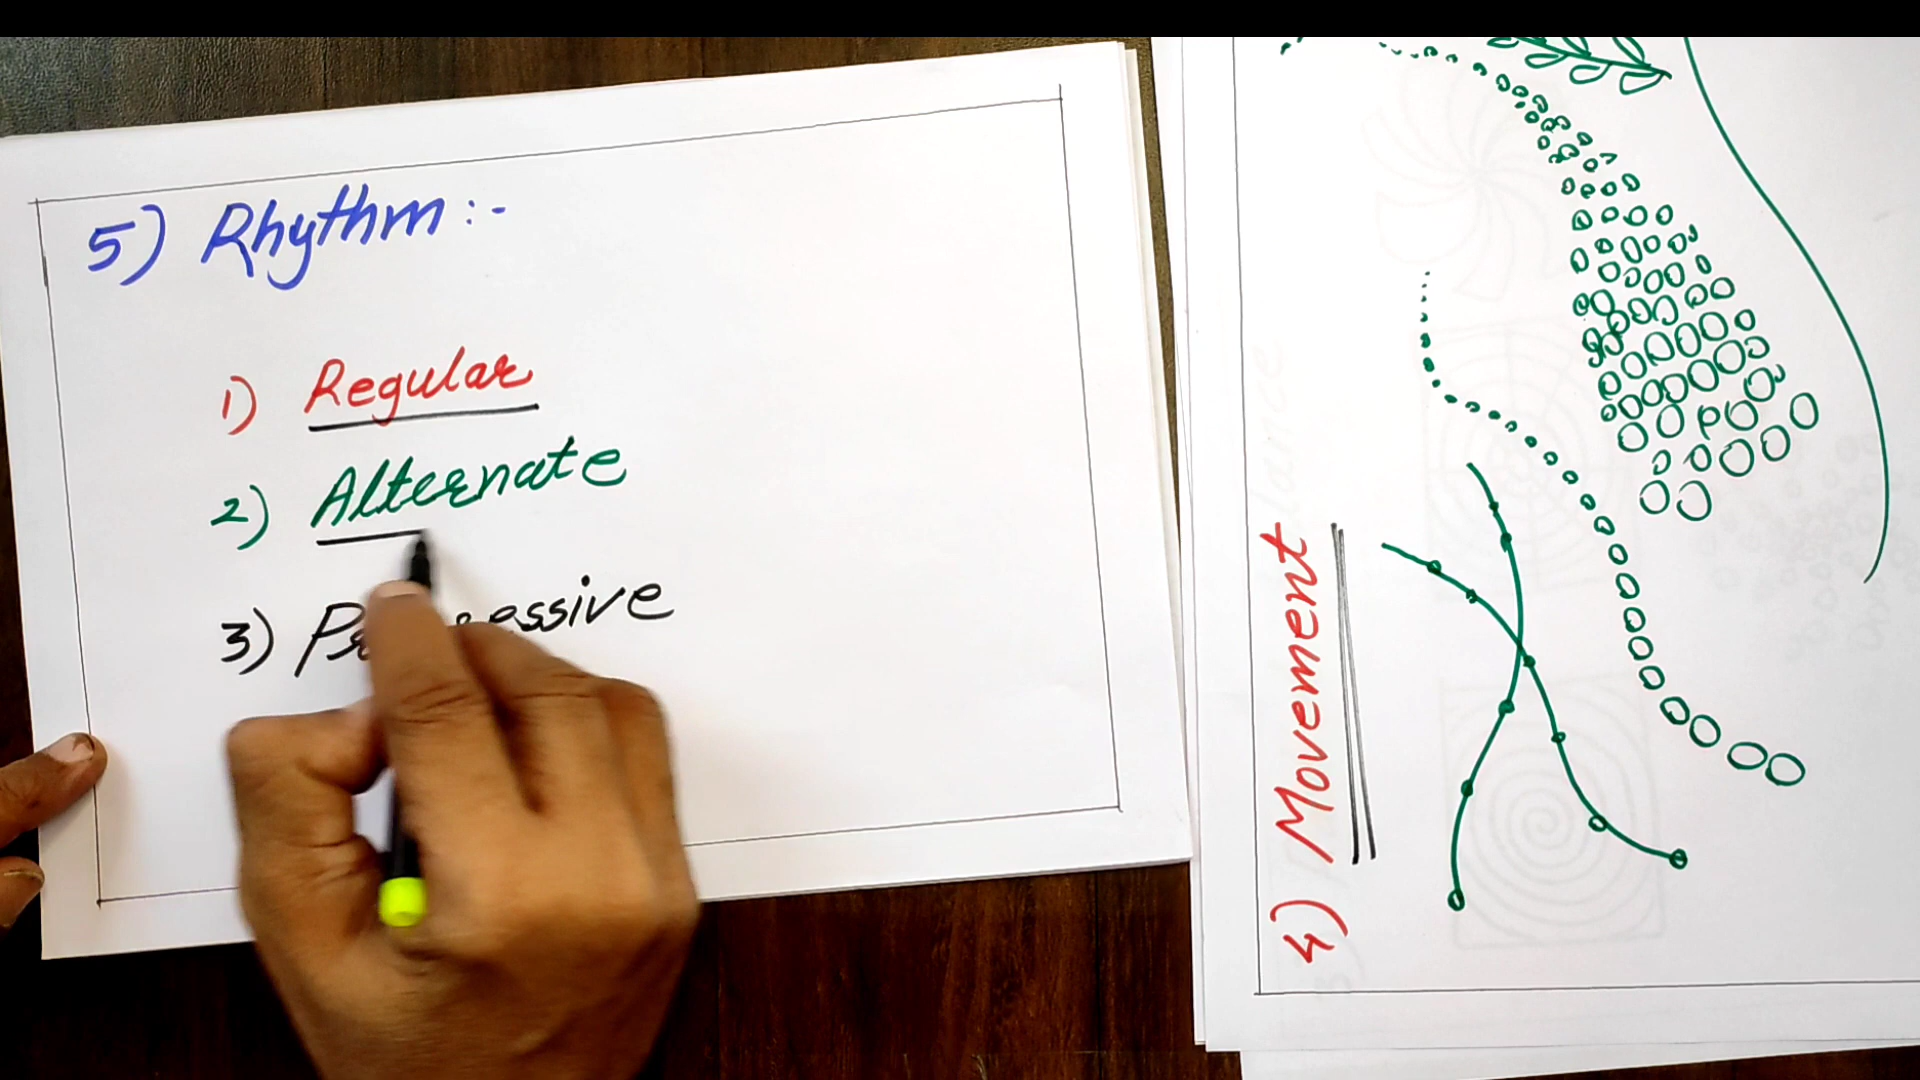 5) Rhythm :-
1) Regular
2) Alternate
3)
4) Movement